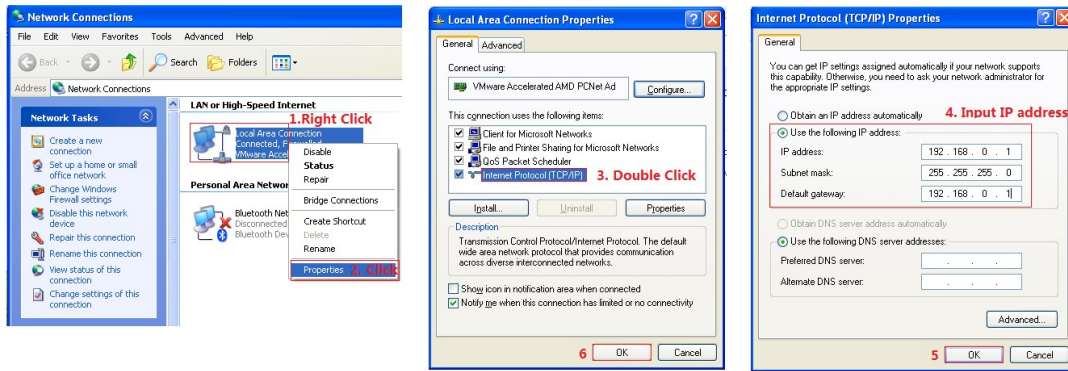 Network Connections
File Edit View Favorites Tools Advanced Help
Back Search Folders
Address Network Connections
Network Tasks
Create a new
connection
Set up a home or small
office network
Change Windows
Firewall settings
Disable this network
device
Repair this connection
Rename this connection
View status of this
connection
Change settings of this
connection
LAN or High-Speed Internet
1.Right Click
Local Area Connection
Connected, Firewalled
VMware Accel
Disable
Status
Repair
Bridge Connections
Create Shortcut
Delete
Rename
Properties 2. Click
Personal Area Networ
Bluetooth Net
Disconnected
Bluetooth Dev
Local Area Connection Properties
General Advanced
Connect using:
VMware Accelerated AMD PCNet Ad Configure...
This connection uses the following items:
Client for Microsoft Networks
File and Printer Sharing for Microsoft Networks
QoS Packet Scheduler
Internet Protocol (TCP/IP) 3. Double Click
Install... Uninstall Properties
Description
Transmission Control Protocol/Internet Protocol. The default
wide area network protocol that provides communication
across diverse interconnected networks.
Show icon in notification area when connected
Notify me when this connection has limited or no connectivity
6 OK Cancel
Internet Protocol (TCP/IP) Properties
General
You can get IP settings assigned automatically if your network supports
this capability. Otherwise, you need to ask your network administrator for
the appropriate IP settings.
Obtain an IP address automatically 4. Input IP address
Use the following IP address:
IP address: 192 . 168 . 0 . 1
Subnet mask: 255 . 255 . 255 . 0
Default gateway: 192 . 168 . 0 . 1
Obtain DNS server address automatically
Use the following DNS server addresses:
Preferred DNS server: . . .
Alternate DNS server: . . .
Advanced...
5 OK Cancel